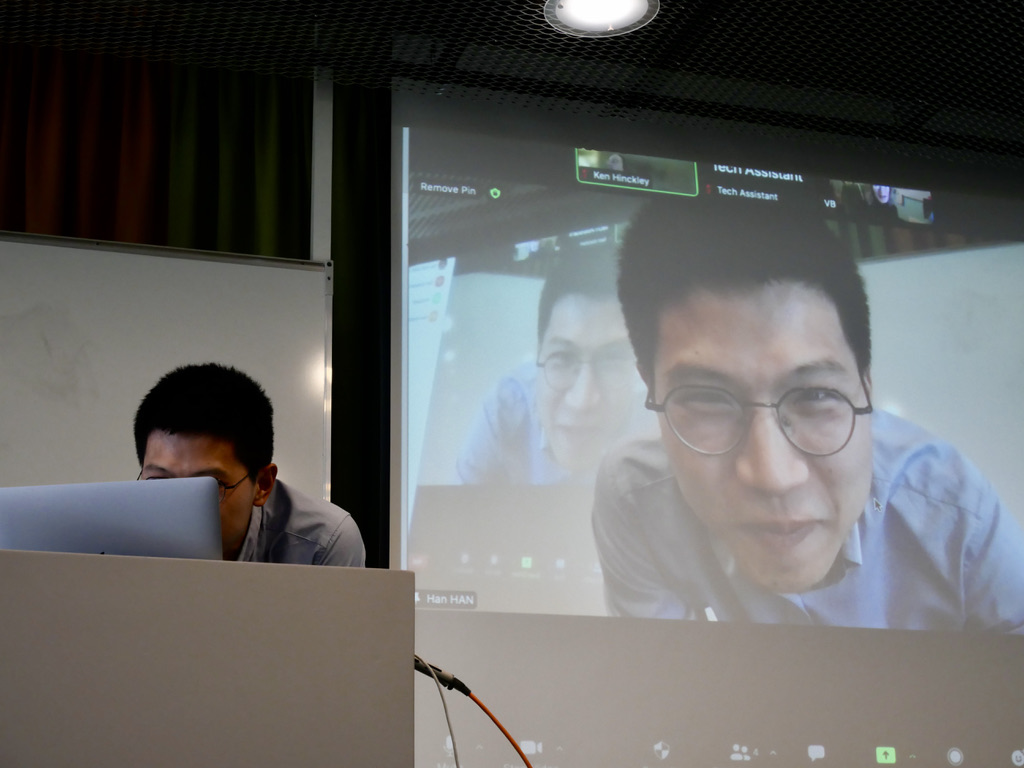 Remove Pin
Ken Hinckley
Tech Assistant
Tech Assistant
VB
Han HAN